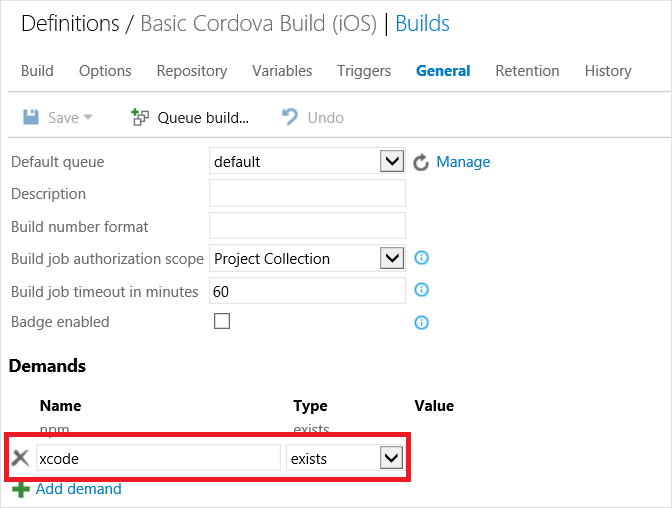 Definitions / Basic Cordova Build (iOS) | Builds
Build Options Repository Variables Triggers General Retention History
Save Queue build... Undo
Default queue default Manage
Description
Build number format
Build job authorization scope Project Collection
Build job timeout in minutes 60
Badge enabled
Demands
Name Type Value
npm exists
xcode exists
Add demand